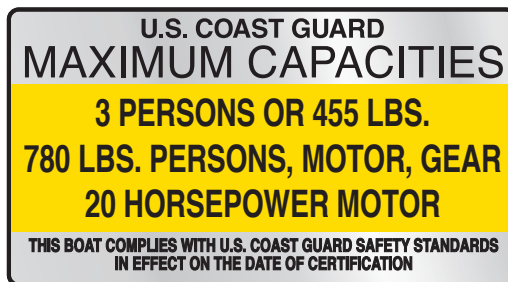 U.S. COAST GUARD
MAXIMUM CAPACITIES
3 PERSONS OR 455 LBS.
780 LBS. PERSONS, MOTOR, GEAR
20 HORSEPOWER MOTOR
THIS BOAT COMPLIES WITH U.S. COAST GUARD SAFETY STANDARDS
IN EFFECT ON THE DATE OF CERTIFICATION